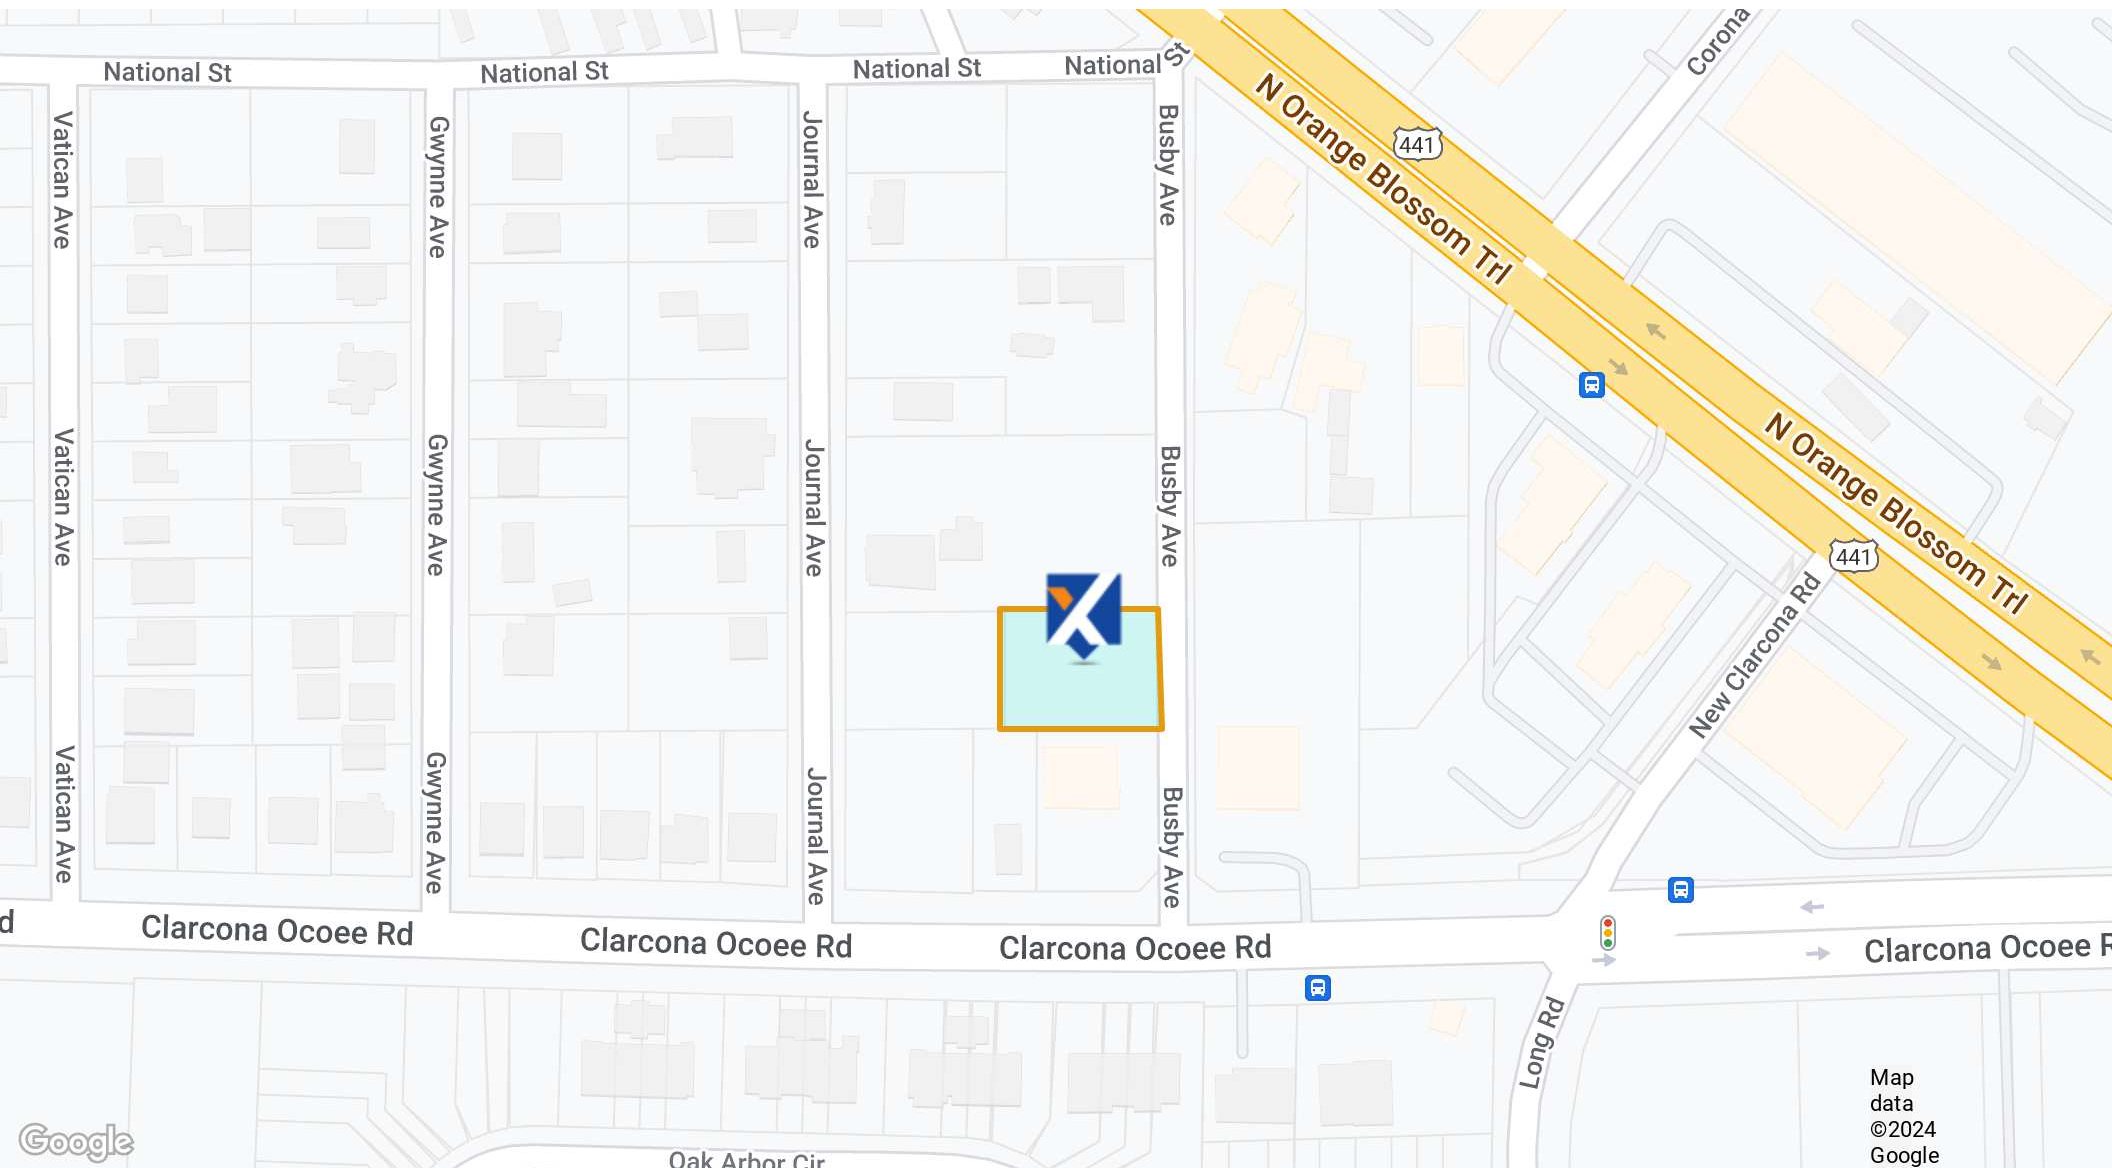 Corona
National St
National St
National St
National St
N Orange Blossom Trl
441
Vatican Ave
Gwynne Ave
Journal Ave
Busby Ave
N Orange Blossom Trl
441
Vatican Ave
Gwynne Ave
Journal Ave
Busby Ave
New Clarcona Rd
Vatican Ave
Gwynne Ave
Journal Ave
Busby Ave
d
Clarcona Ocoee Rd
Clarcona Ocoee Rd
Clarcona Ocoee Rd
Clarcona Ocoee R
Long Rd
Oak Arbor Cir
Google
Map
data
©2024
Google